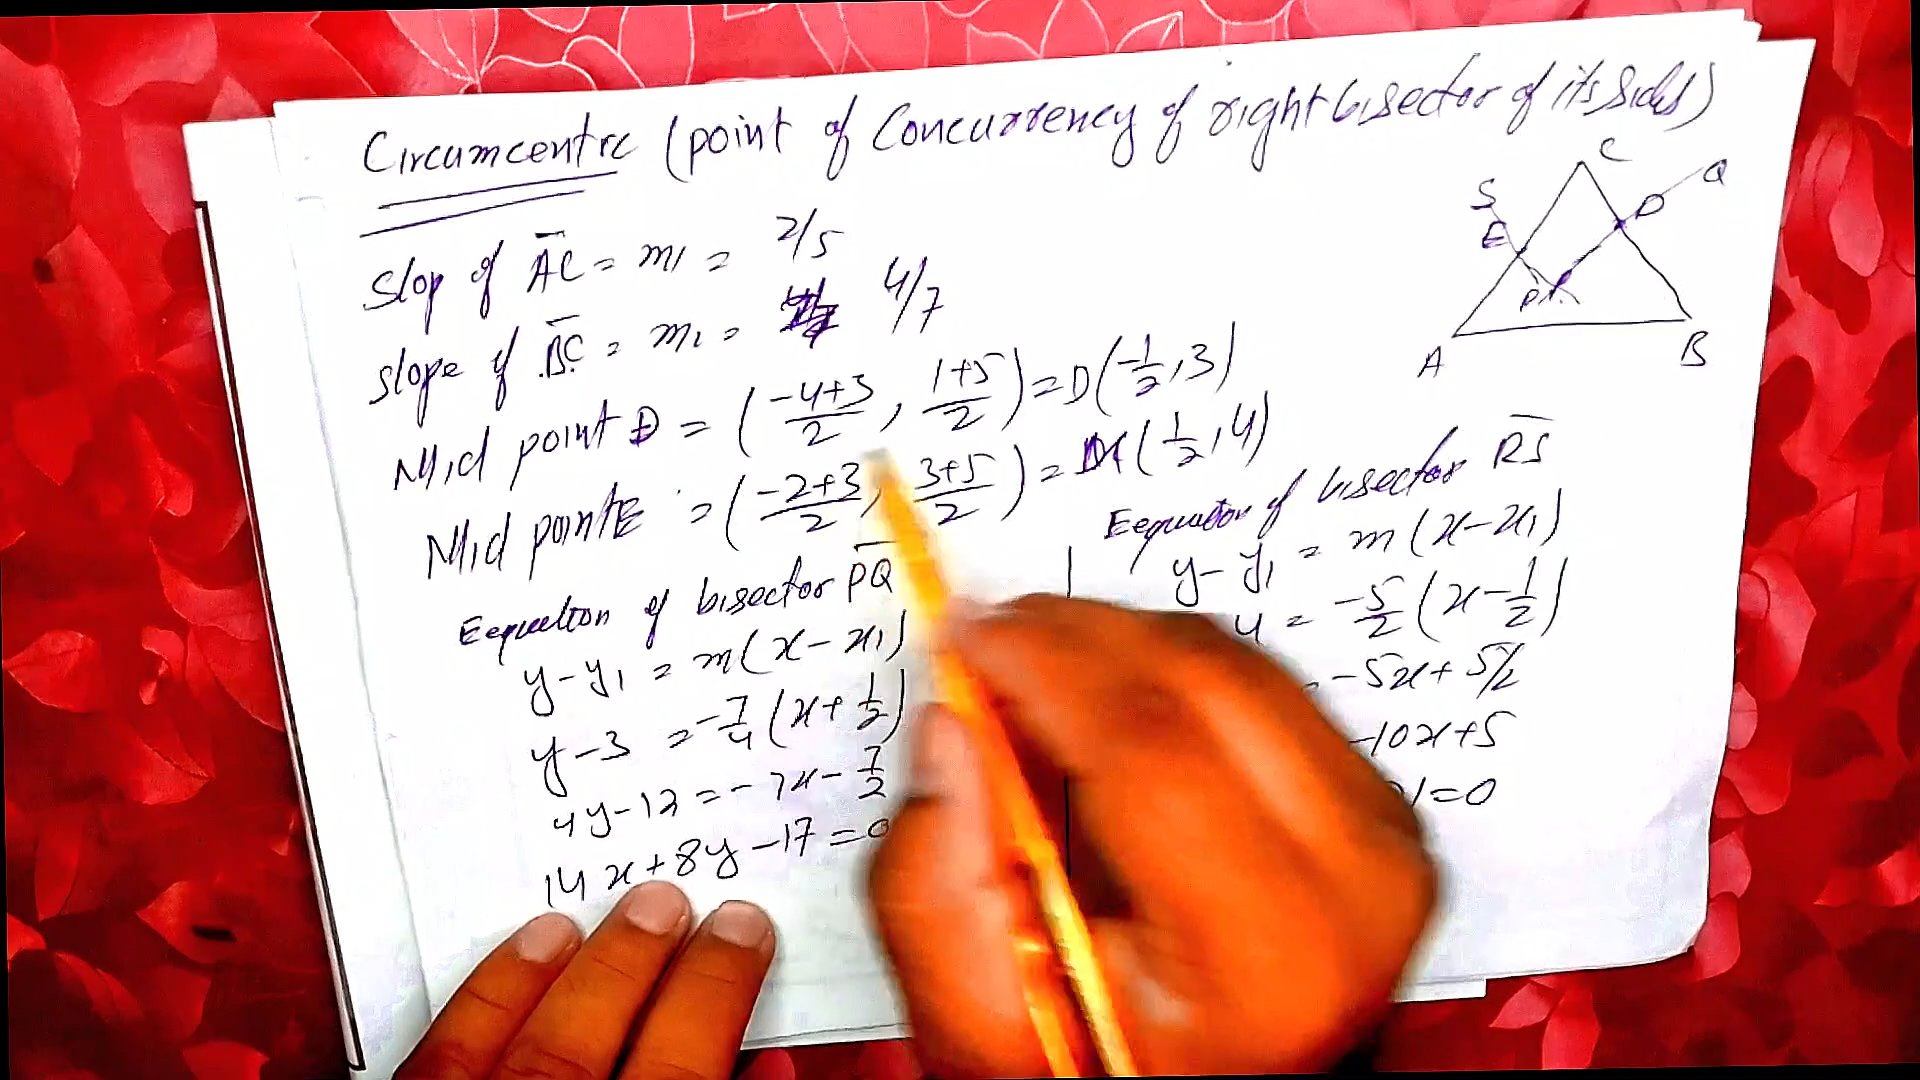 Circumcentre (point of Concurrency of right bisector of its sides)
Slop of AC = m1 = 2/5
Slope of BC = m2 = 4/7
Mid point D = (-4+3/2, 1+5/2) = D(-1/2, 3)
Mid point E = (-2+3/2, 3+5/2) = (1/2, 4)
Eequation of bisector PQ
y-y1 = m(x-x1)
y-3 = -7/4 (x+1/2)
4y-12 = -7x-7/2
14x+8y-17=0
Eequation of bisector RS
y-y1 = m(x-x1)
4 = -5/2 (x-1/2)
= -5x+5/2
-10x+5
1=0
C
Q
S
D
E
A
B